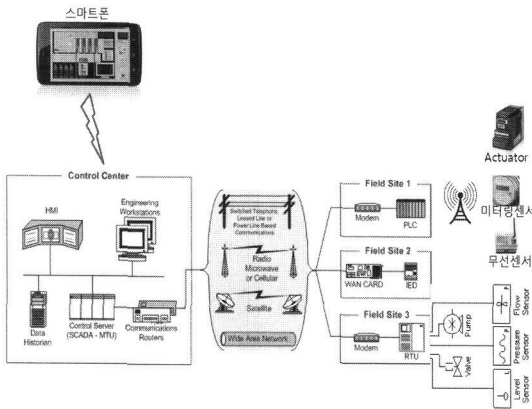 스마트폰
Control Center
HMI
Engineering
Workstations
Data
Historian
Control Server
(SCADA - MTU)
Communications
Routers
Switched Telephone,
Leased Line or
Power Line Based
Communications
Radio
Microwave
or Cellular
Satellite
Wide Area Network
Field Site 1
Modem
PLC
Field Site 2
WAN CARD
IED
Field Site 3
Modem
RTU
Pump
Valve
Actuator
미터링센서
무선센서
Flow
Sensor
Pressure
Sensor
Level
Sensor